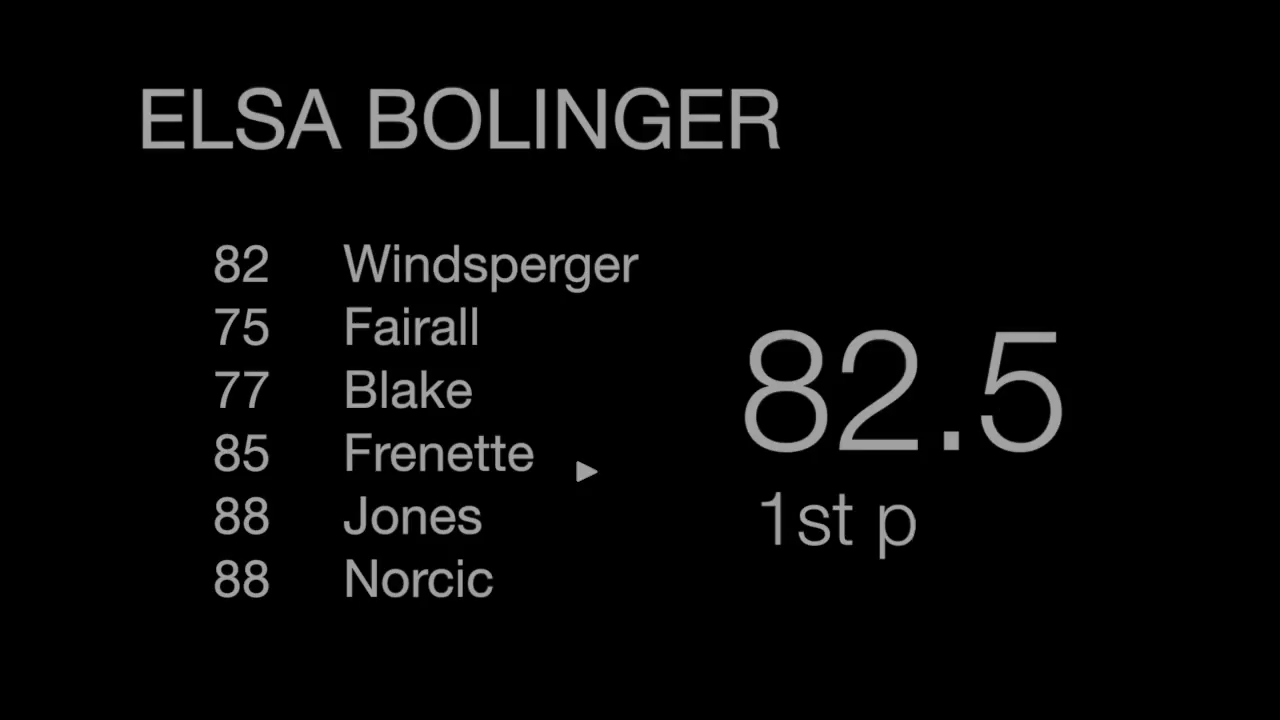 ELSA BOLINGER
82 Windsperger
75 Fairall
77 Blake
85 Frenette
88 Jones
88 Norcic
82.5
1st p